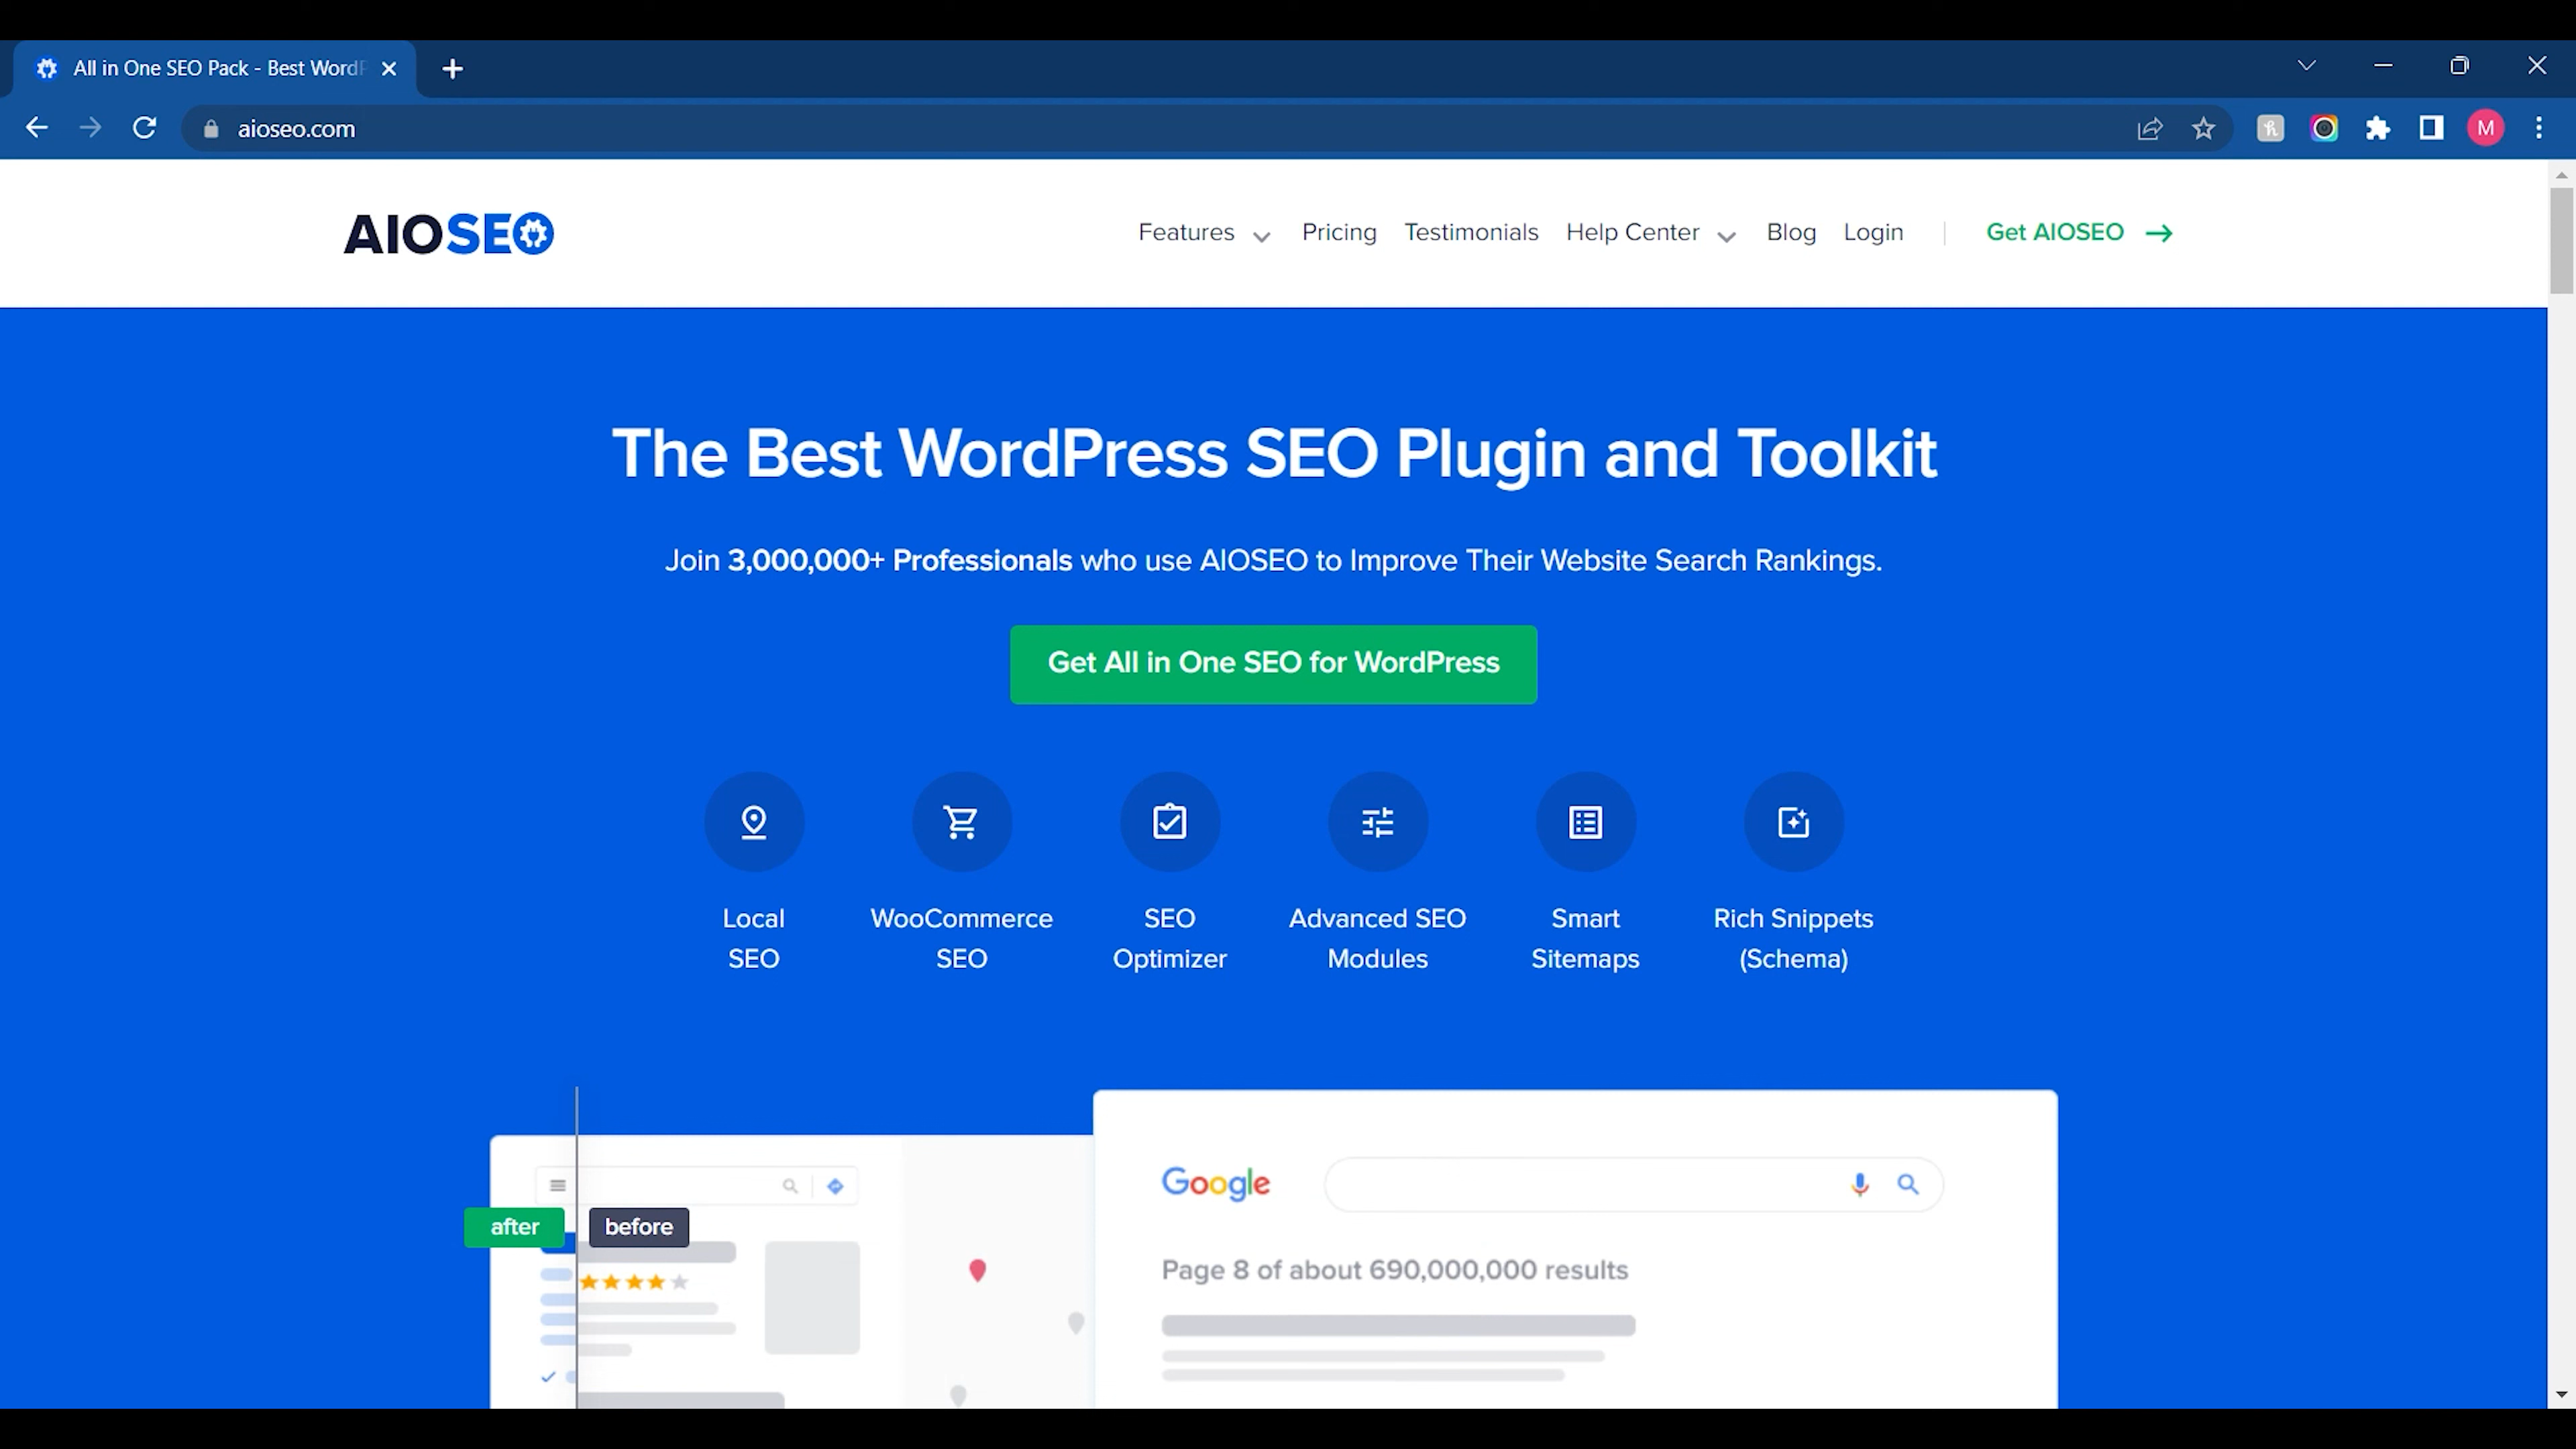 All in One SEO Pack - Best WordP
aioseo.com
M
AIOSEO
Features
Pricing
Testimonials
Help Center
Blog
Login
Get AIOSEO
The Best WordPress SEO Plugin and Toolkit
Join 3,000,000+ Professionals who use AIOSEO to Improve Their Website Search Rankings.
Get All in One SEO for WordPress
Local
SEO
WooCommerce
SEO
SEO
Optimizer
Advanced SEO
Modules
Smart
Sitemaps
Rich Snippets
(Schema)
after
before
Google
Page 8 of about 690,000,000 results